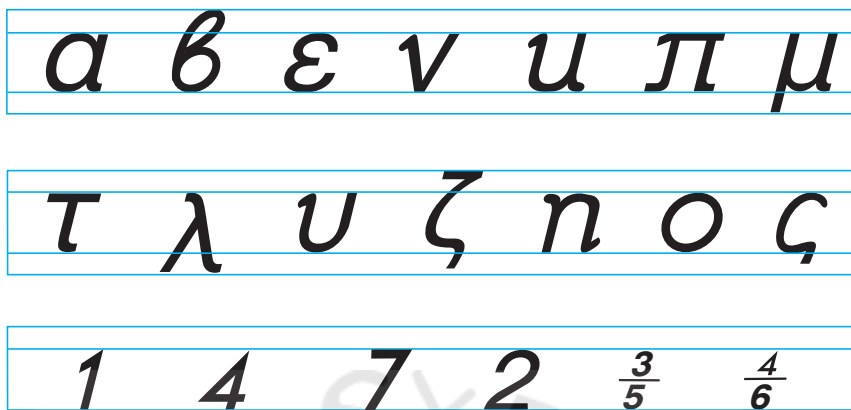 α β ε ν и π μ
τ λ υ ζ n ο ς
1 4 7 2 3/5 4/6